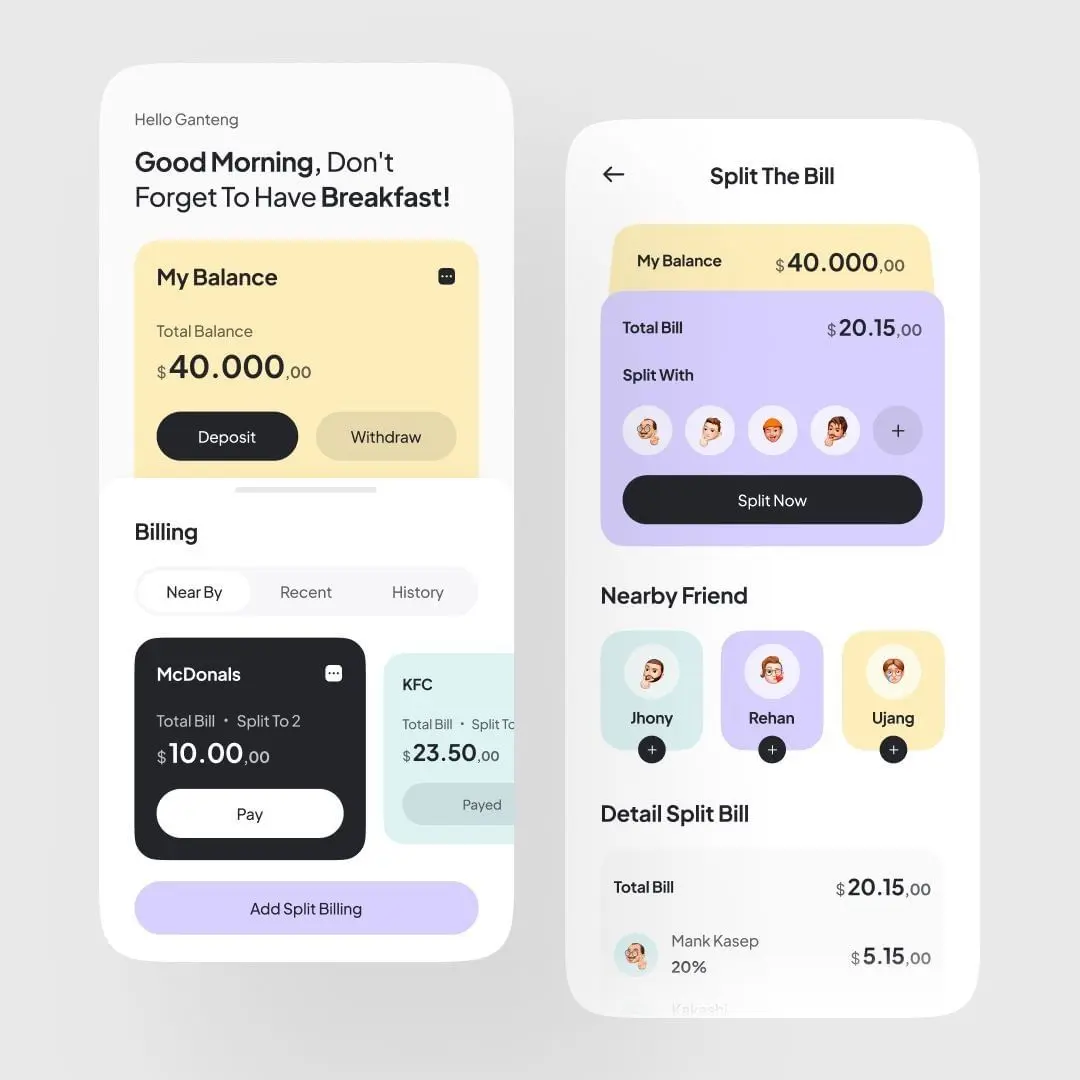 Hello Ganteng
Good Morning, Don't
Forget To Have Breakfast!
My Balance
Total Balance
$40.000,00
Deposit
Withdraw
Billing
Near By
Recent
History
McDonals
Total Bill • Split To 2
$10.00,00
Pay
KFC
Total Bill • Split To
$23.50,00
Payed
Add Split Billing
Split The Bill
My Balance
$40.000,00
Total Bill
$20.15,00
Split With
+
Split Now
Nearby Friend
Jhony
+
Rehan
+
Ujang
+
Detail Split Bill
Total Bill
$20.15,00
Mank Kasep
20%
$5.15,00
Kakashi